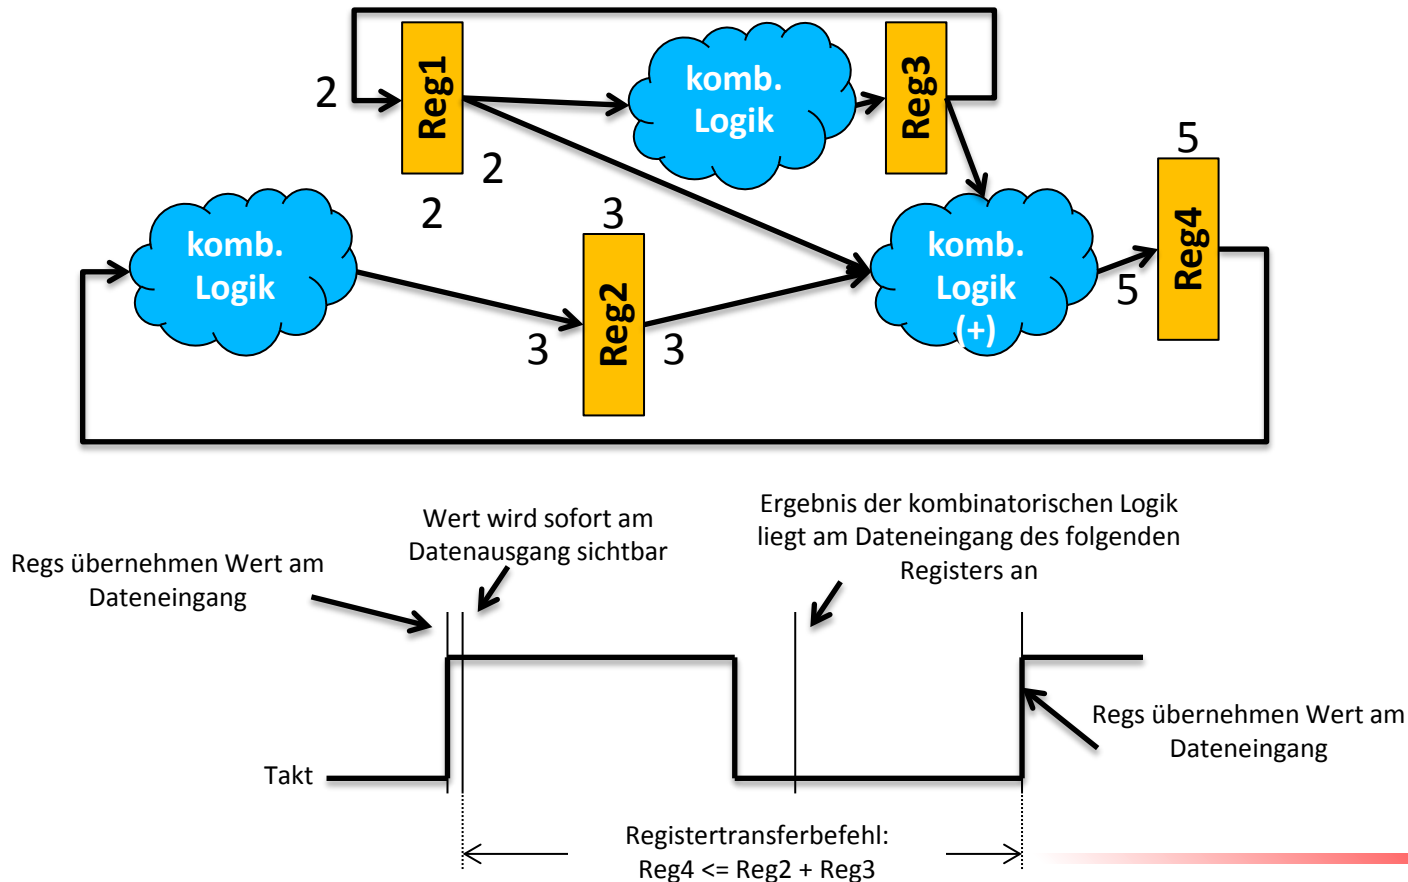 2
Reg1
2
2
komb.
Logik
Reg3
5
Reg4
5
komb.
Logik
3
Reg2
3
3
komb.
Logik
(+)
Wert wird sofort am
Datenausgang sichtbar
Ergebnis der kombinatorischen Logik
liegt am Dateneingang des folgenden
Registers an
Regs übernehmen Wert am
Dateneingang
Regs übernehmen Wert am
Dateneingang
Takt
Registertransferbefehl:
Reg4 <= Reg2 + Reg3